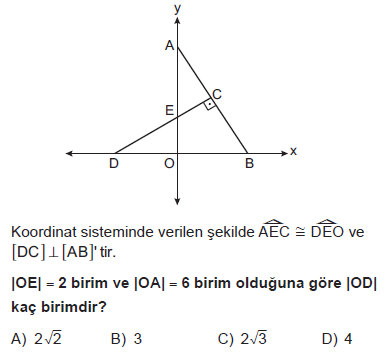 y
A
C
E
D
O
B
x
Koordinat sisteminde verilen şekilde AEC ≅ DEO ve
[DC]⊥[AB]' tir.
|OE| = 2 birim ve |OA| = 6 birim olduğuna göre |OD|
kaç birimdir?
A) 2√2 B) 3 C) 2√3 D) 4